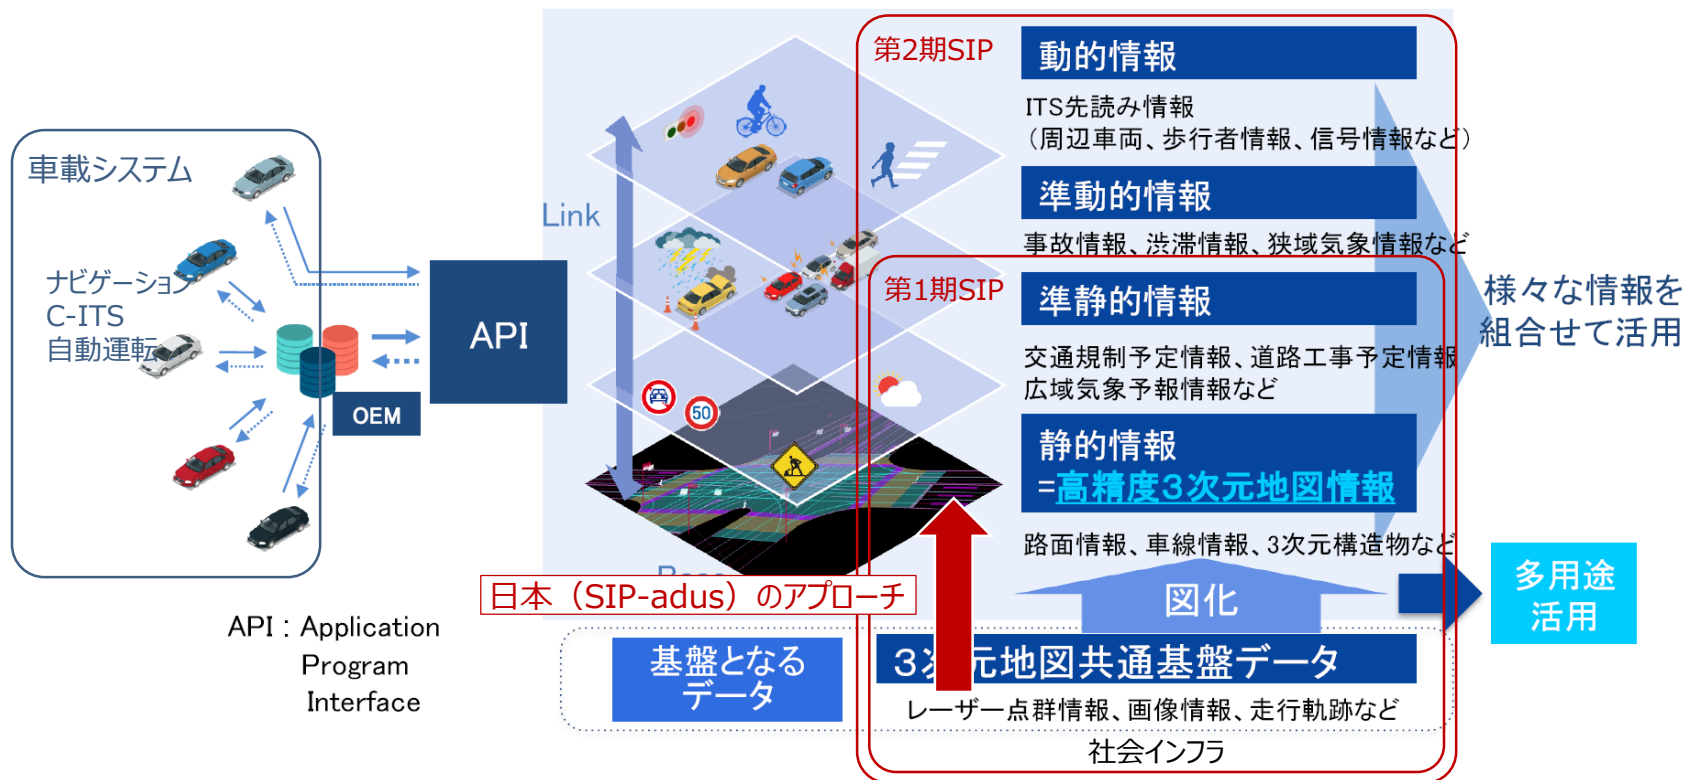 車載システム
ナビゲーション
C-ITS
自動運転
OEM
API
API : Application
Program
Interface
Link
50
第2期SIP
動的情報
ITS先読み情報
(周辺車両、歩行者情報、信号情報など)
準動的情報
事故情報、渋滞情報、狭域気象情報など
第1期SIP
準静的情報
交通規制予定情報、道路工事予定情報
広域気象予報情報など
静的情報
=高精度3次元地図情報
路面情報、車線情報、3次元構造物など
日本（SIP-adus）のアプローチ
図化
基盤となる
データ
3次元地図共通基盤データ
レーザー点群情報、画像情報、走行軌跡など
社会インフラ
様々な情報を
組合せて活用
多用途
活用